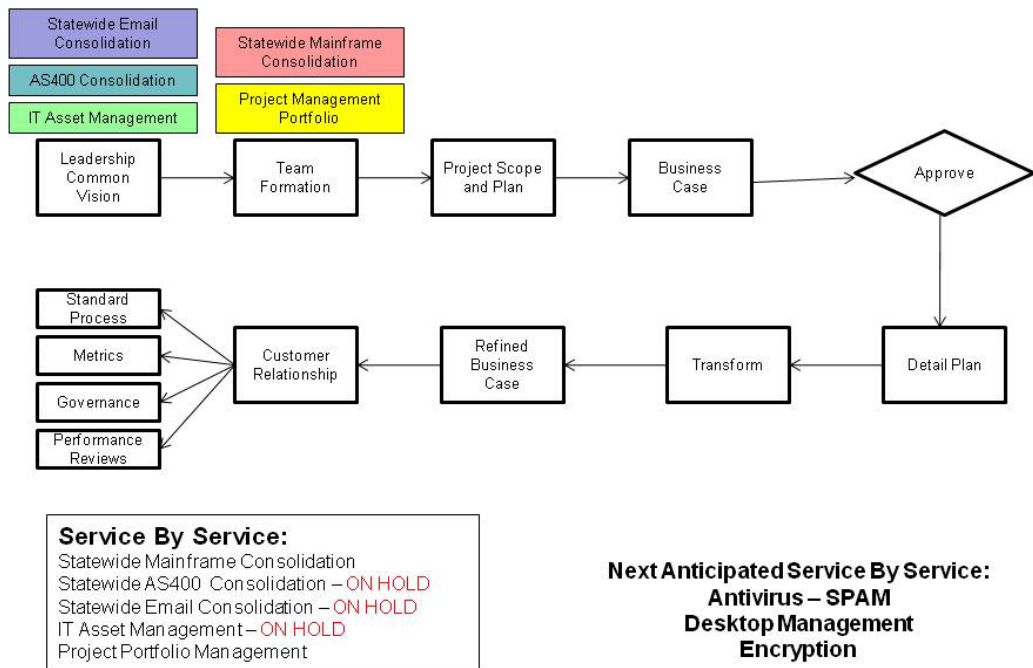 Statewide Email
Consolidation
AS400 Consolidation
IT Asset Management
Statewide Mainframe
Consolidation
Project Management
Portfolio
Leadership
Common
Vision
Team
Formation
Project Scope
and Plan
Business
Case
Approve
Standard
Process
Metrics
Governance
Performance
Reviews
Customer
Relationship
Refined
Business
Case
Transform
Detail Plan
Service By Service:
Statewide Mainframe Consolidation
Statewide AS400 Consolidation – ON HOLD
Statewide Email Consolidation – ON HOLD
IT Asset Management – ON HOLD
Project Portfolio Management
Next Anticipated Service By Service:
Antivirus – SPAM
Desktop Management
Encryption